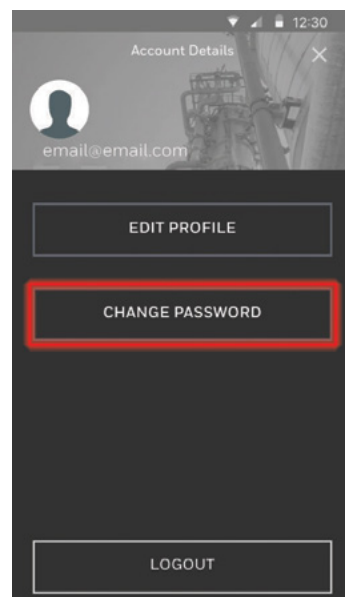 12:30
Account Details
email@email.com
EDIT PROFILE
CHANGE PASSWORD
LOGOUT